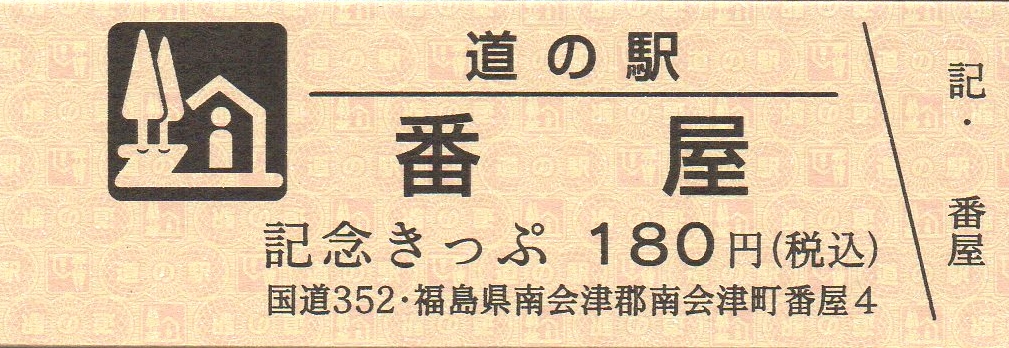 道の駅
番屋
記念きっぷ 180円(税込)
国道352・福島県南会津郡南会津町番屋4
記・番屋